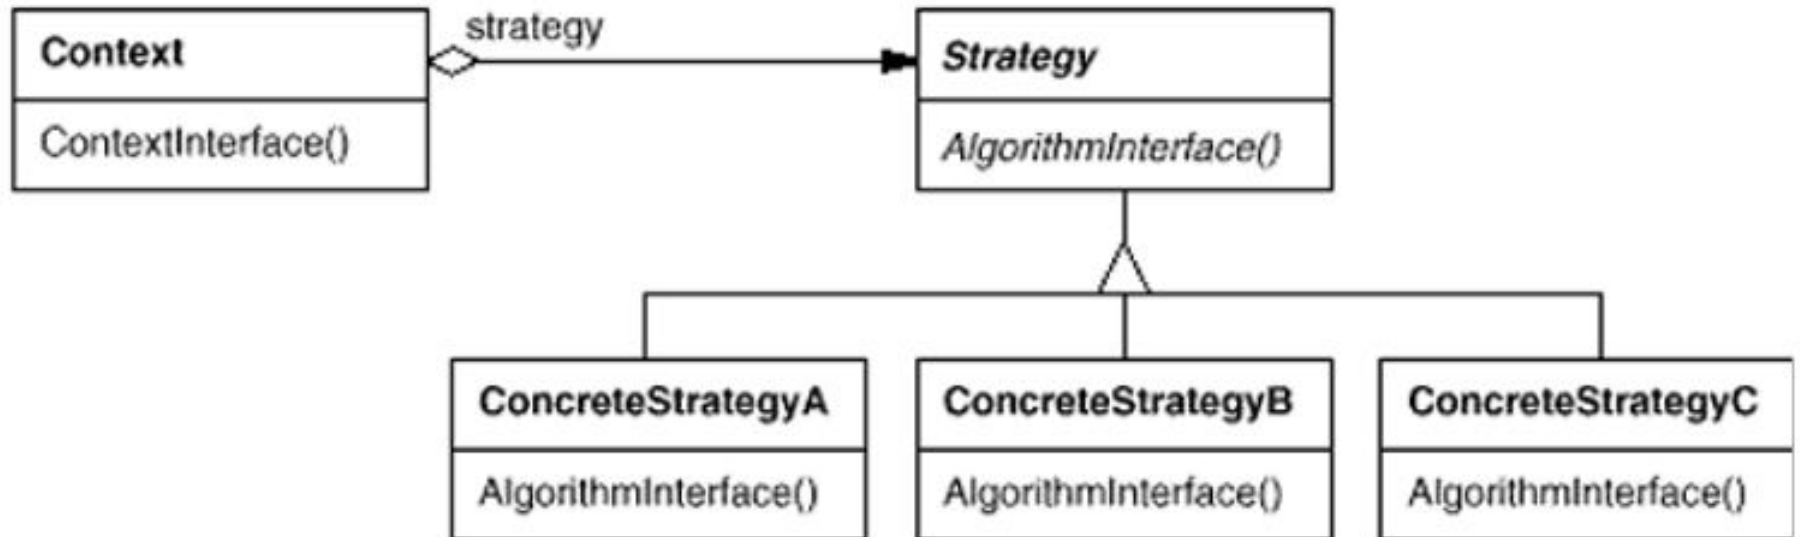 strategy
Context
Strategy
ContextInterface()
AlgorithmInterface()
ConcreteStrategyA
ConcreteStrategyB
ConcreteStrategyC
AlgorithmInterface()
AlgorithmInterface()
AlgorithmInterface()